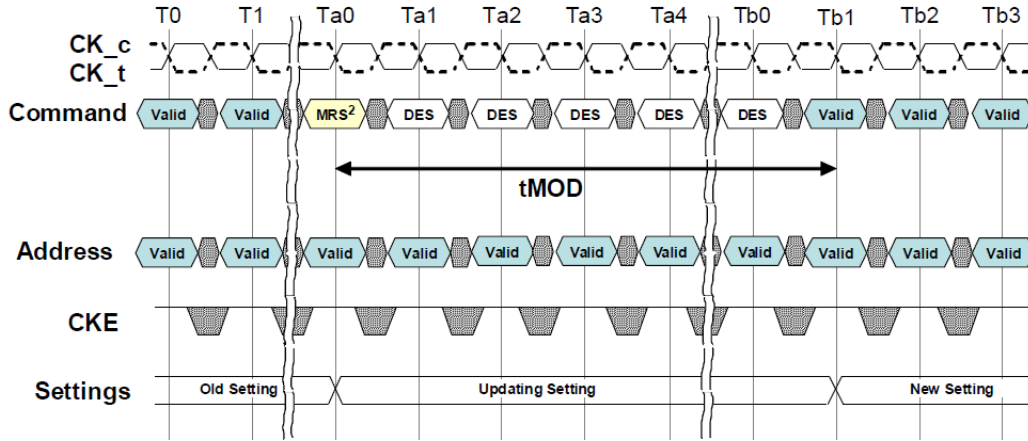 T0 T1 Ta0 Ta1 Ta2 Ta3 Ta4 Tb0 Tb1 Tb2 Tb3
CK_c
CK_t
Command Valid Valid MRS² DES DES DES DES DES Valid Valid Valid
tMOD
Address Valid Valid Valid Valid Valid Valid Valid Valid Valid Valid Valid
CKE
Settings Old Setting Updating Setting New Setting